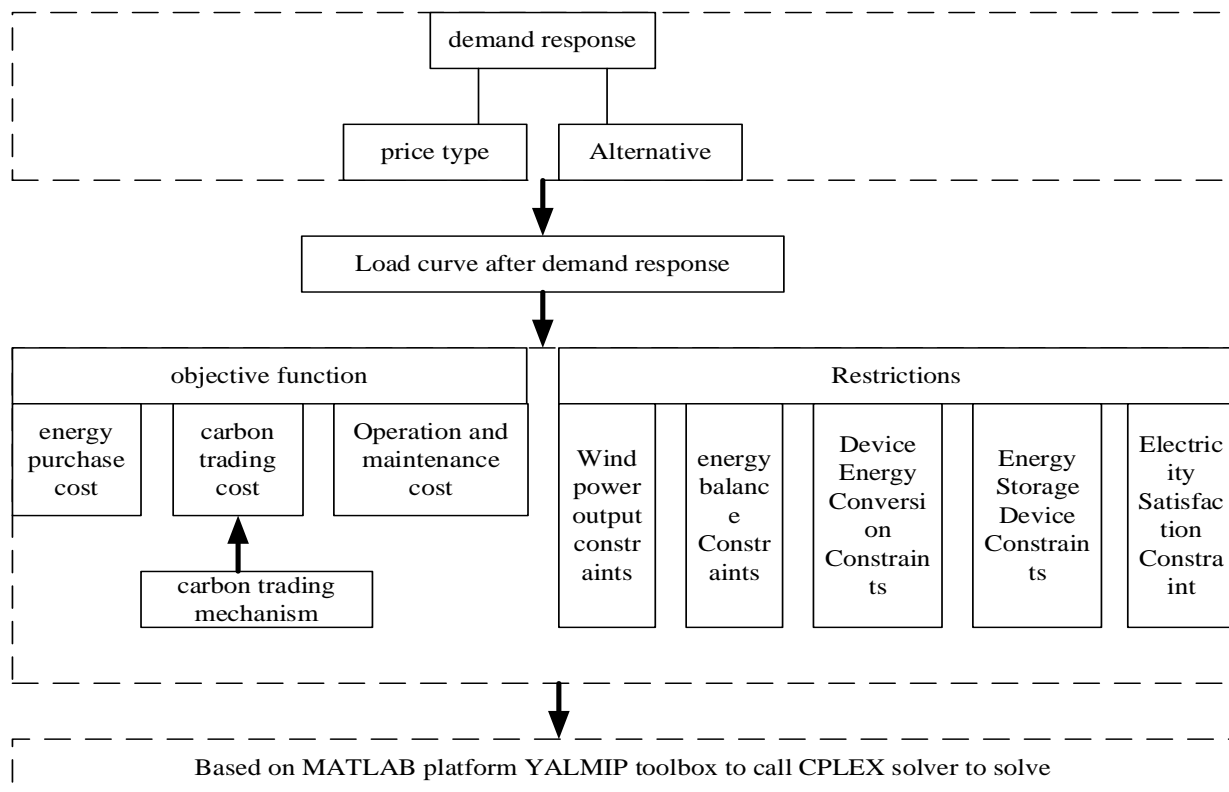 demand response
price type
Alternative
Load curve after demand response
objective function
Restrictions
energy
purchase
cost
carbon
trading
cost
Operation and
maintenance
cost
Wind
power
output
constr
aints
energy
balanc
e
Constr
aints
Device
Energy
Conversi
on
Constrain
ts
Energy
Storage
Device
Constrain
ts
Electric
ity
Satisfac
tion
Constra
int
carbon trading
mechanism
Based on MATLAB platform YALMIP toolbox to call CPLEX solver to solve